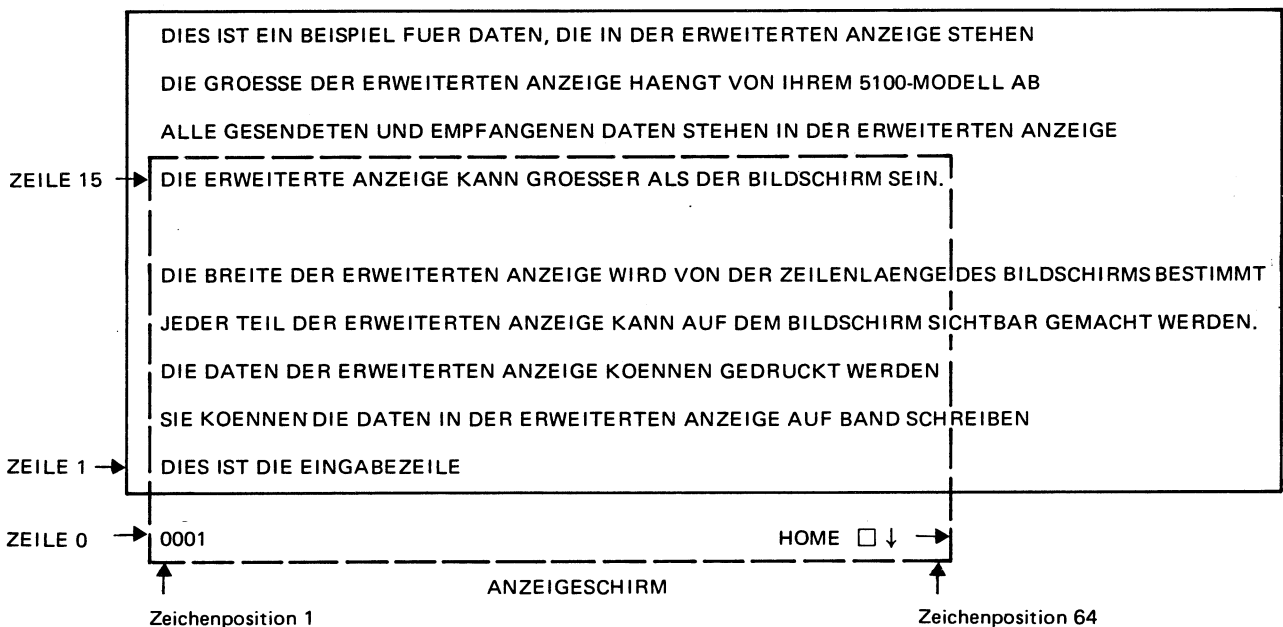 DIES IST EIN BEISPIEL FUER DATEN, DIE IN DER ERWEITERTEN ANZEIGE STEHEN
DIE GROESSE DER ERWEITERTEN ANZEIGE HAENGT VON IHREM 5100-MODELL AB
ALLE GESENDETEN UND EMPFANGENEN DATEN STEHEN IN DER ERWEITERTEN ANZEIGE
ZEILE 15 → DIE ERWEITERTE ANZEIGE KANN GROESSER ALS DER BILDSCHIRM SEIN.
DIE BREITE DER ERWEITERTEN ANZEIGE WIRD VON DER ZEILENLAENGE DES BILDSCHIRMS BESTIMMT
JEDER TEIL DER ERWEITERTEN ANZEIGE KANN AUF DEM BILDSCHIRM SICHTBAR GEMACHT WERDEN.
DIE DATEN DER ERWEITERTEN ANZEIGE KOENNEN GEDRUCKT WERDEN
SIE KOENNEN DIE DATEN IN DER ERWEITERTEN ANZEIGE AUF BAND SCHREIBEN
ZEILE 1 → DIES IST DIE EINGABEZEILE
ZEILE 0 → 0001 HOME □ ↓ →
ANZEIGESCHIRM
Zeichenposition 1 Zeichenposition 64